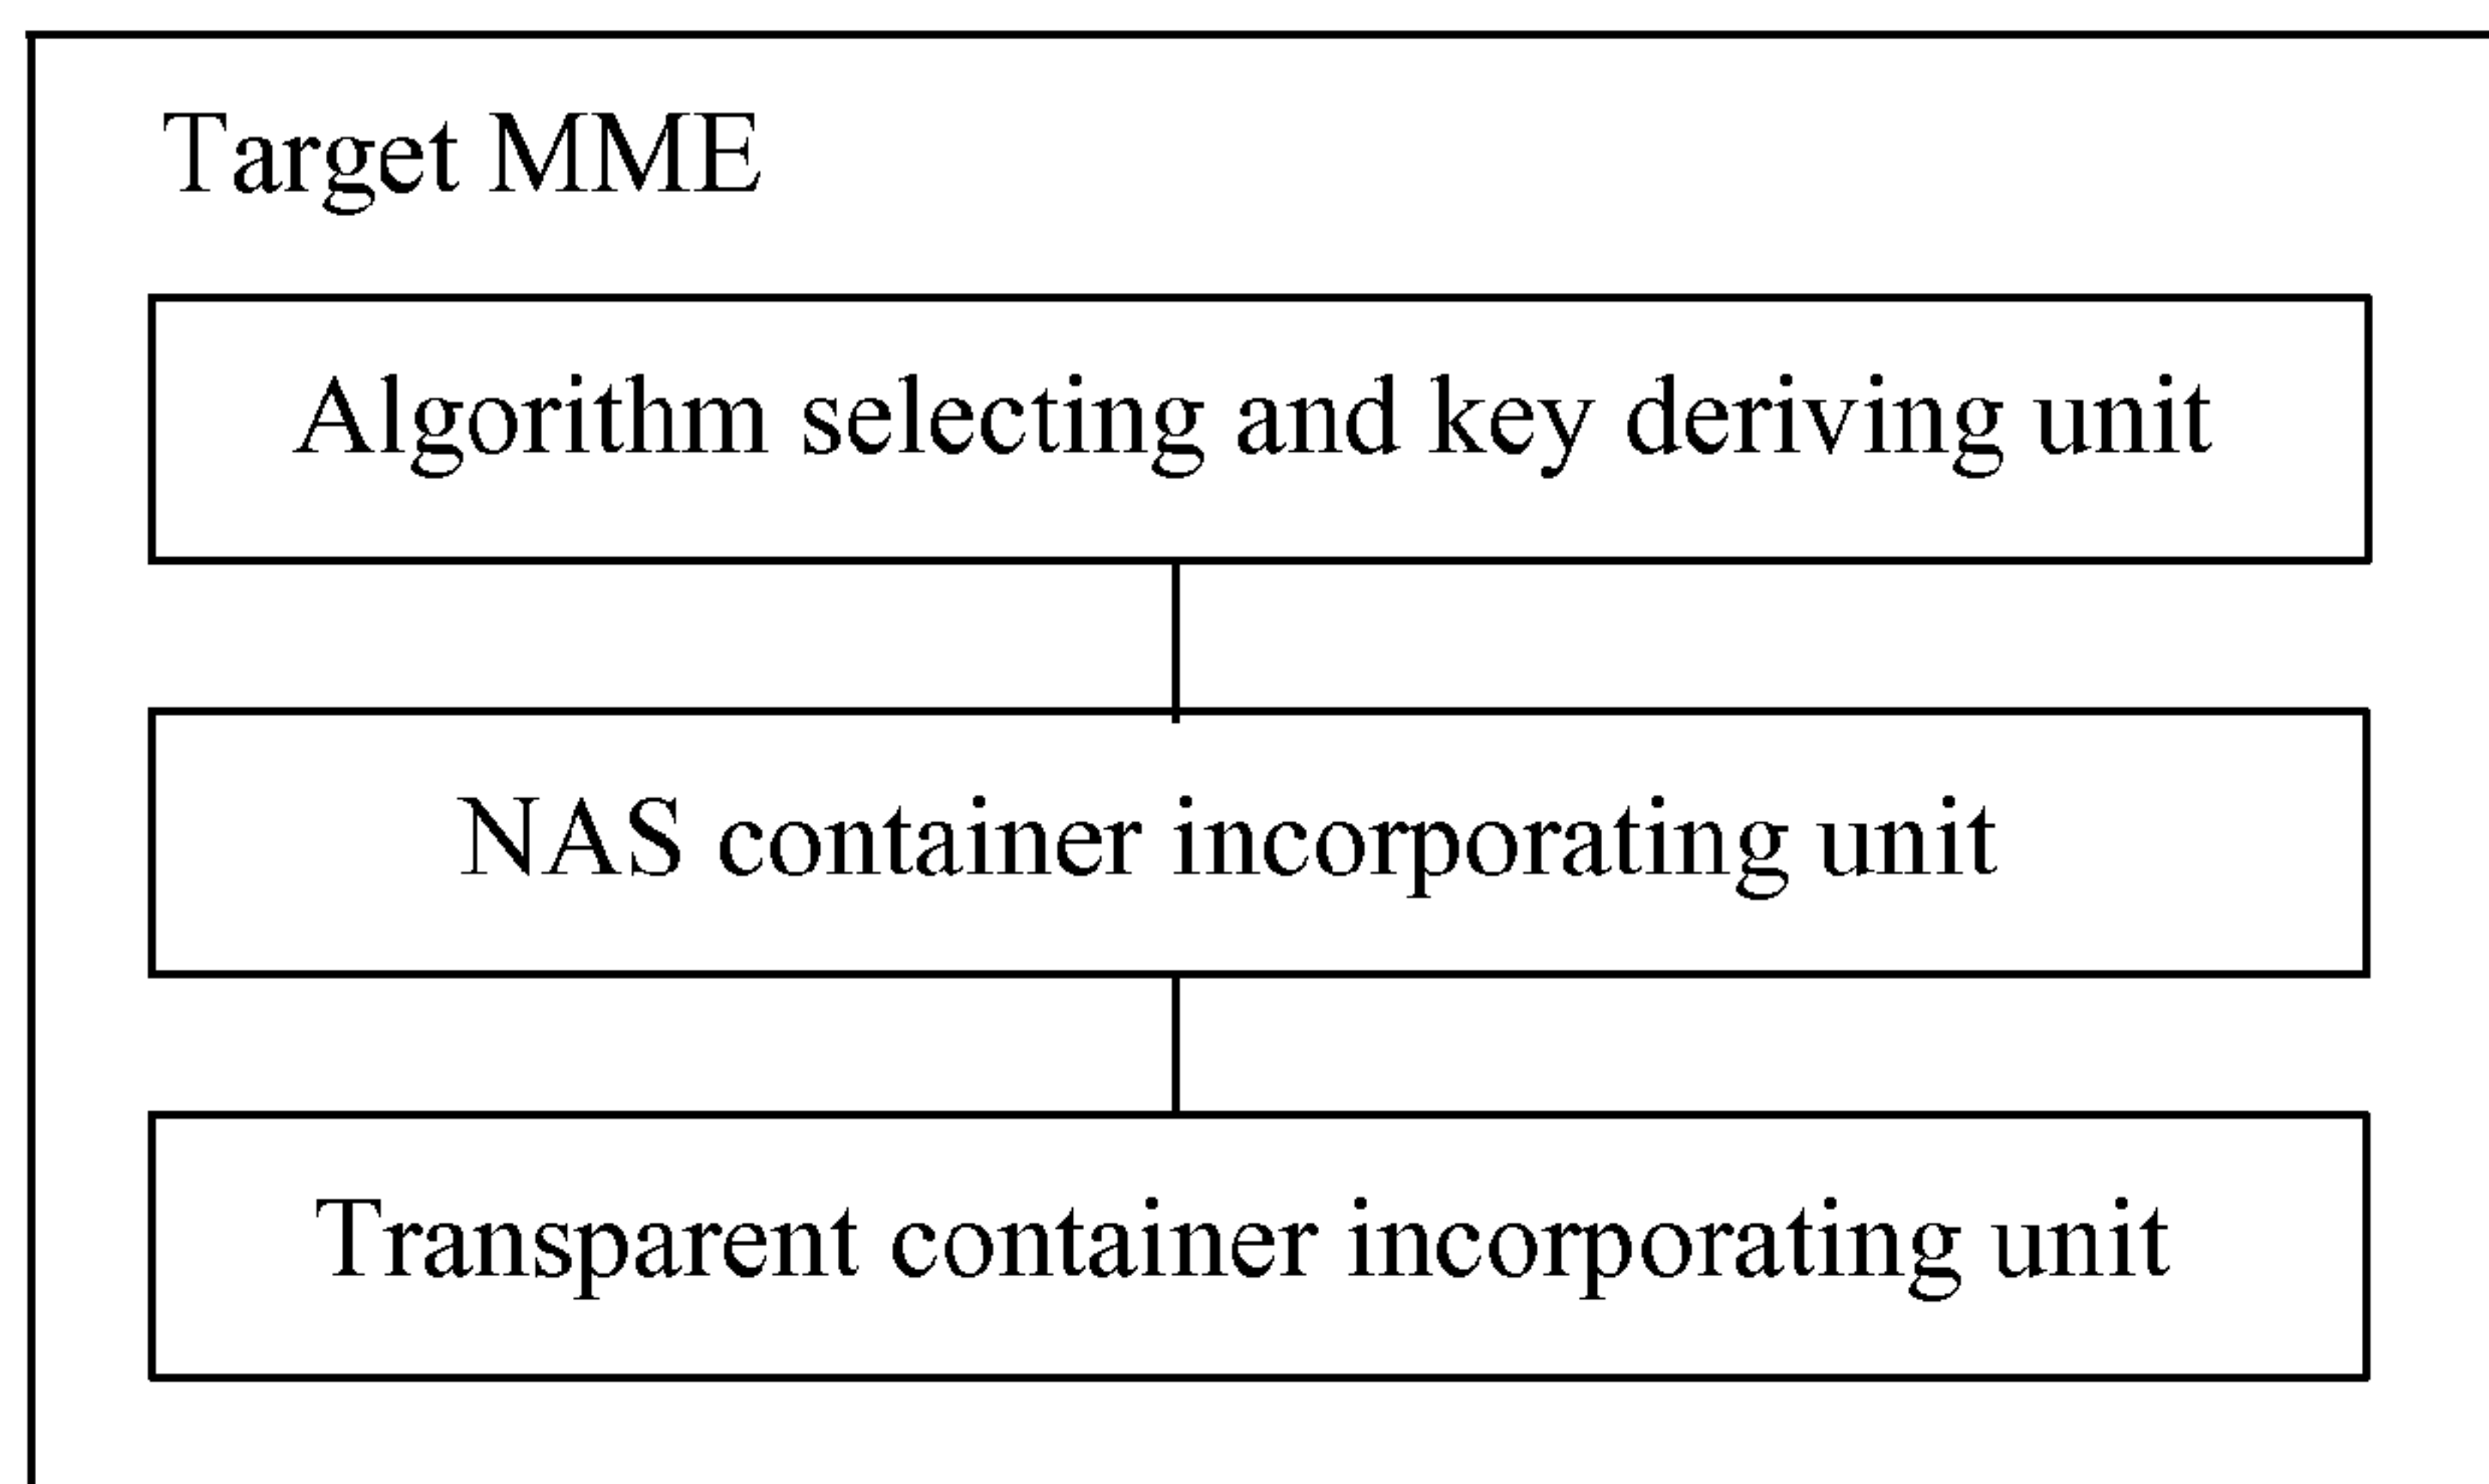 Target MME
Algorithm selecting and key deriving unit
NAS container incorporating unit
Transparent container incorporating unit